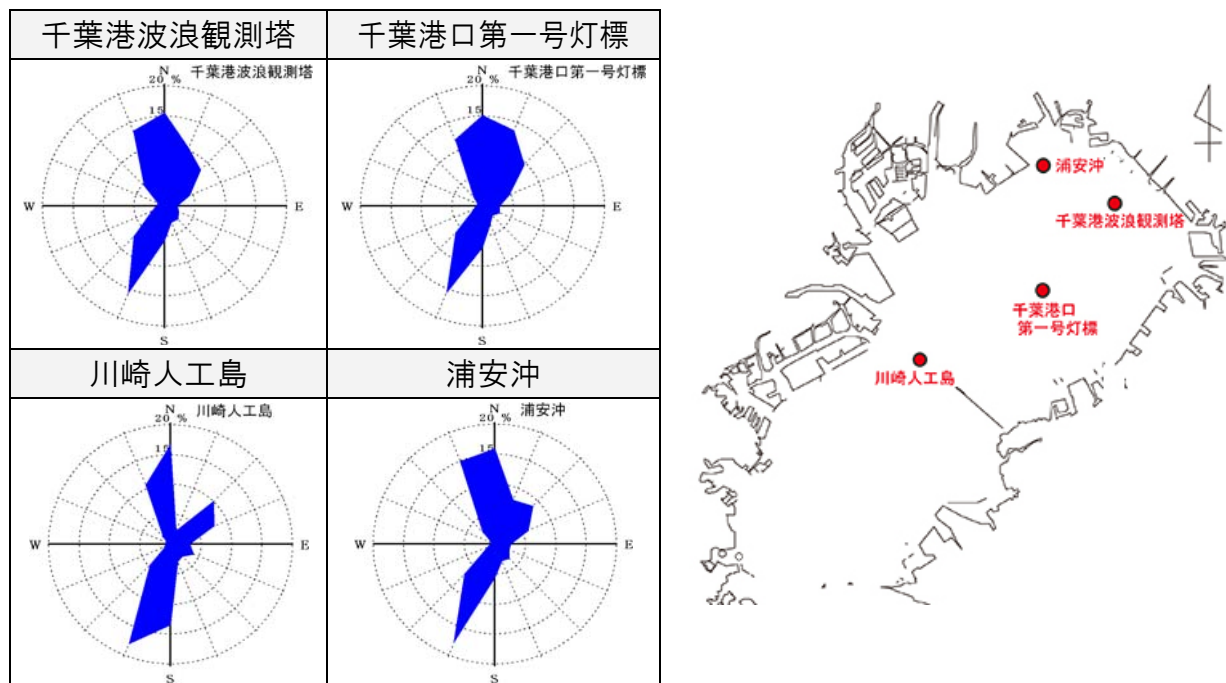 千葉港波浪観測塔
千葉港口第一号灯標
N
20 %
千葉港波浪観測塔
15
W
E
S
N
20 %
千葉港口第一号灯標
15
W
E
S
川崎人工島
浦安沖
N
20 %
川崎人工島
15
W
E
S
N
20 %
浦安沖
15
W
E
S
浦安沖
千葉港波浪観測塔
千葉港口
第一号灯標
川崎人工島